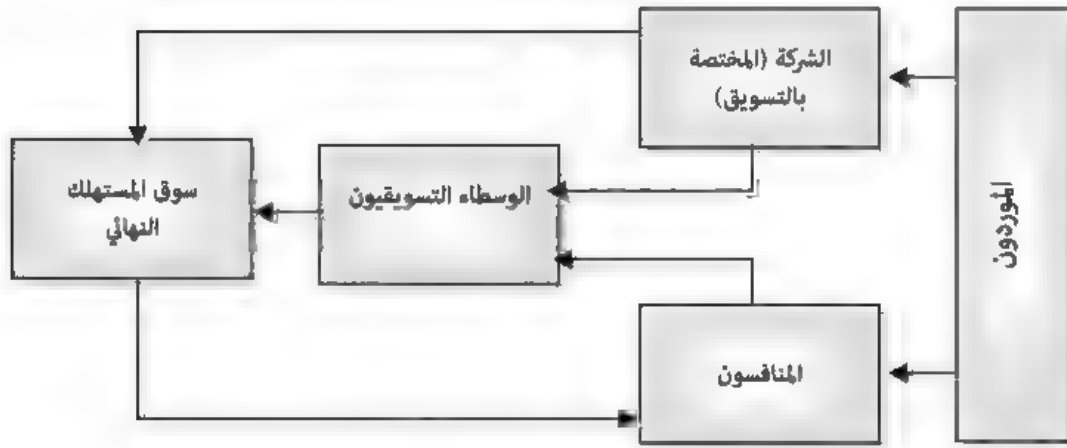 الشركة (المختصة
بالتسويق)
الموردون
الوسطاء التسويقيون
سوق المستهلك
النهائي
المنافسون